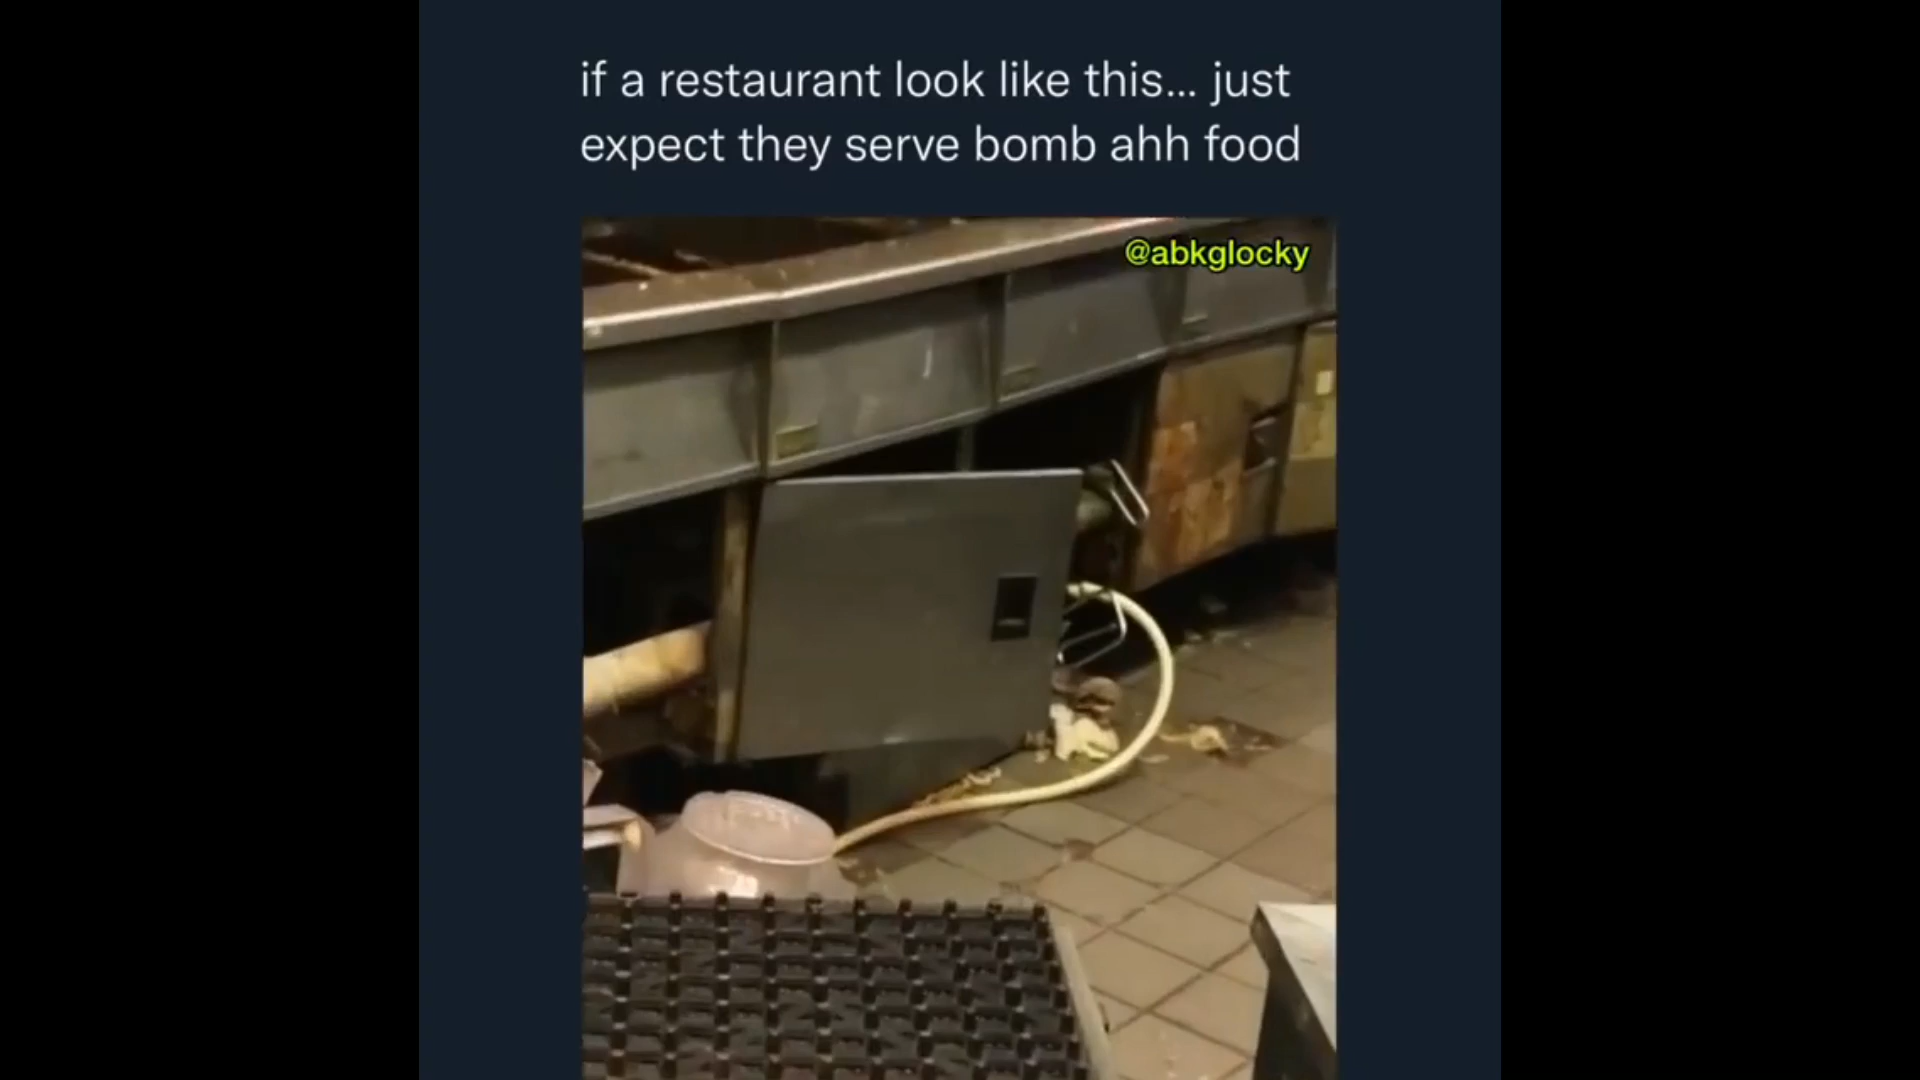 if a restaurant look like this... just
expect they serve bomb ahh food
@abkglocky